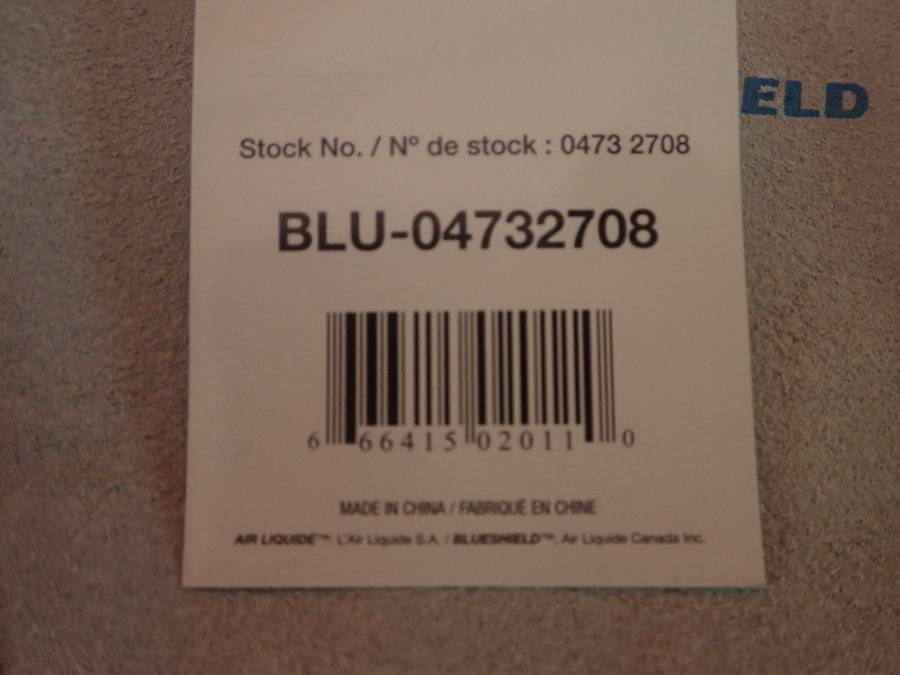 ELD
Stock No. / Nº de stock : 0473 2708
BLU-04732708
6 66415 02011 0
MADE IN CHINA / FABRIQUÉ EN CHINE
AIR LIQUIDE™: L'Air Liquide S.A. / BLUESHIELD™: Air Liquide Canada Inc.